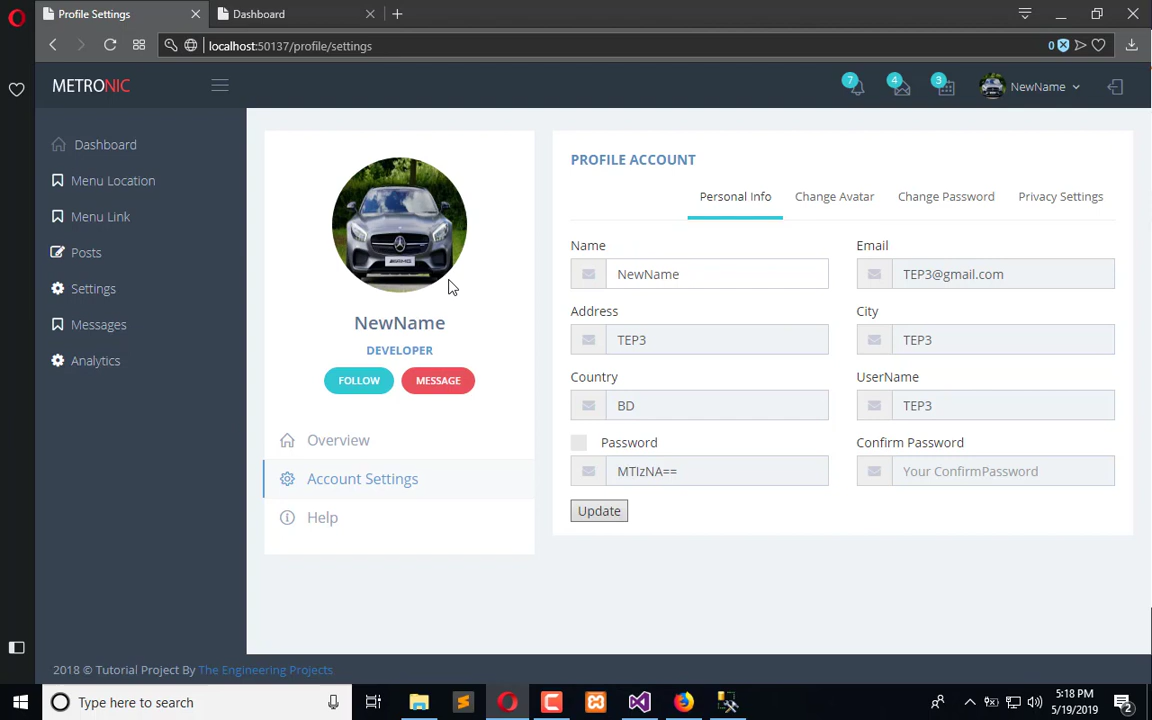 Profile Settings
Dashboard
localhost:50137/profile/settings
0
METRONIC
7
4
3
NewName
Dashboard
Menu Location
Menu Link
Posts
Settings
Messages
Analytics
NewName
DEVELOPER
FOLLOW
MESSAGE
Overview
Account Settings
Help
PROFILE ACCOUNT
Personal Info
Change Avatar
Change Password
Privacy Settings
Name
Email
NewName
TEP3@gmail.com
Address
City
TEP3
TEP3
Country
UserName
BD
TEP3
Password
Confirm Password
MTIzNA==
Your ConfirmPassword
Update
2018 © Tutorial Project By The Engineering Projects
Type here to search
5:18 PM
5/19/2019
2